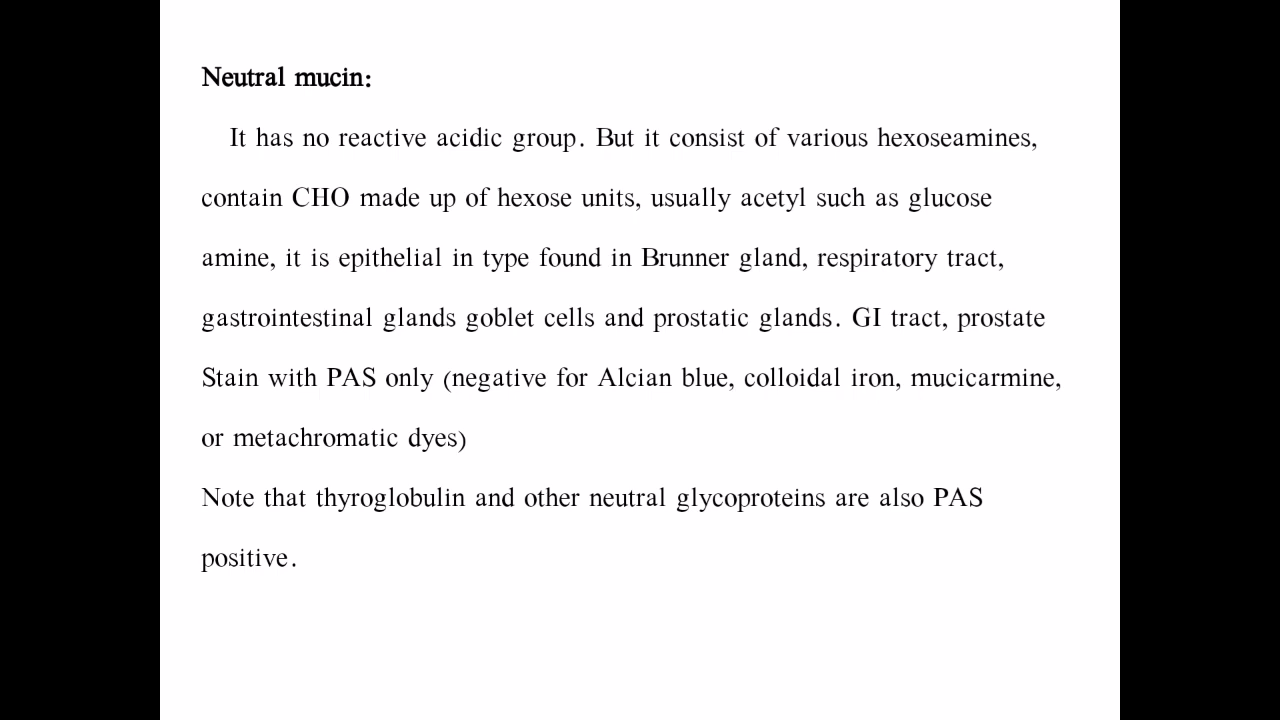 Neutral mucin:
It has no reactive acidic group. But it consist of various hexoseamines,
contain CHO made up of hexose units, usually acetyl such as glucose
amine, it is epithelial in type found in Brunner gland, respiratory tract,
gastrointestinal glands goblet cells and prostatic glands. GI tract, prostate
Stain with PAS only (negative for Alcian blue, colloidal iron, mucicarmine,
or metachromatic dyes)
Note that thyroglobulin and other neutral glycoproteins are also PAS
positive.